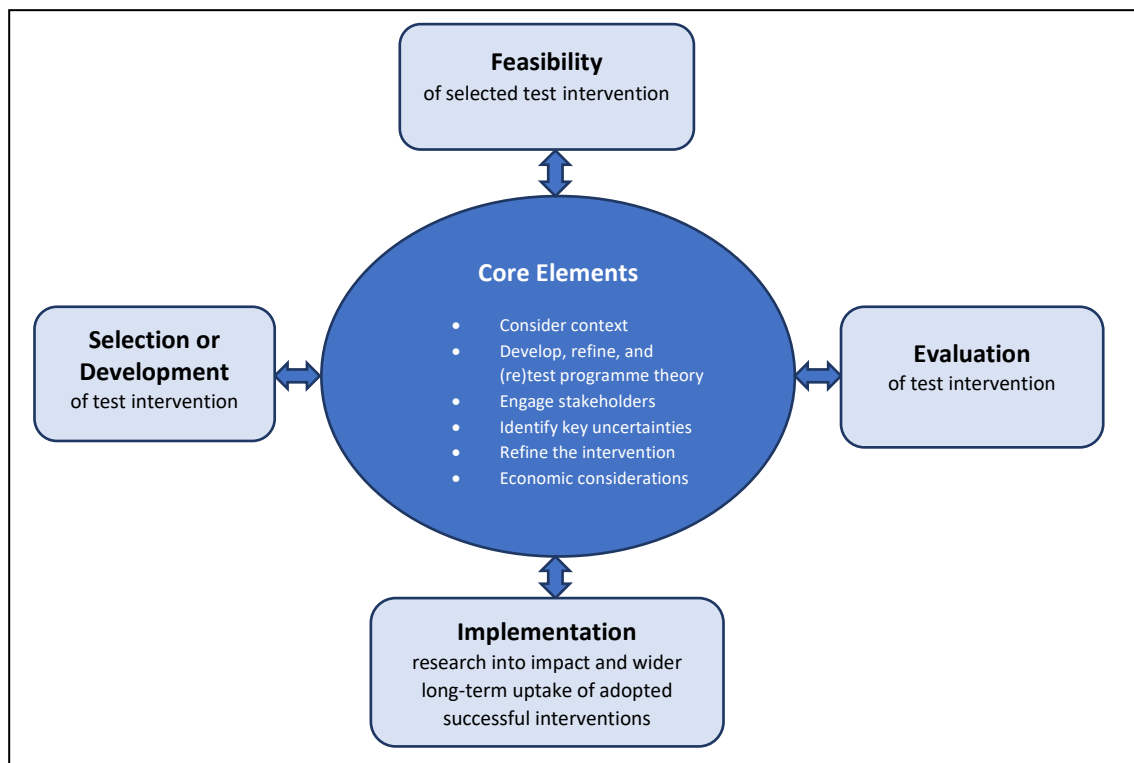 Feasibility
of selected test intervention
Core Elements
• Consider context
• Develop, refine, and
(re)test programme theory
• Engage stakeholders
• Identify key uncertainties
• Refine the intervention
• Economic considerations
Selection or
Development
of test intervention
Evaluation
of test intervention
Implementation
research into impact and wider
long-term uptake of adopted
successful interventions